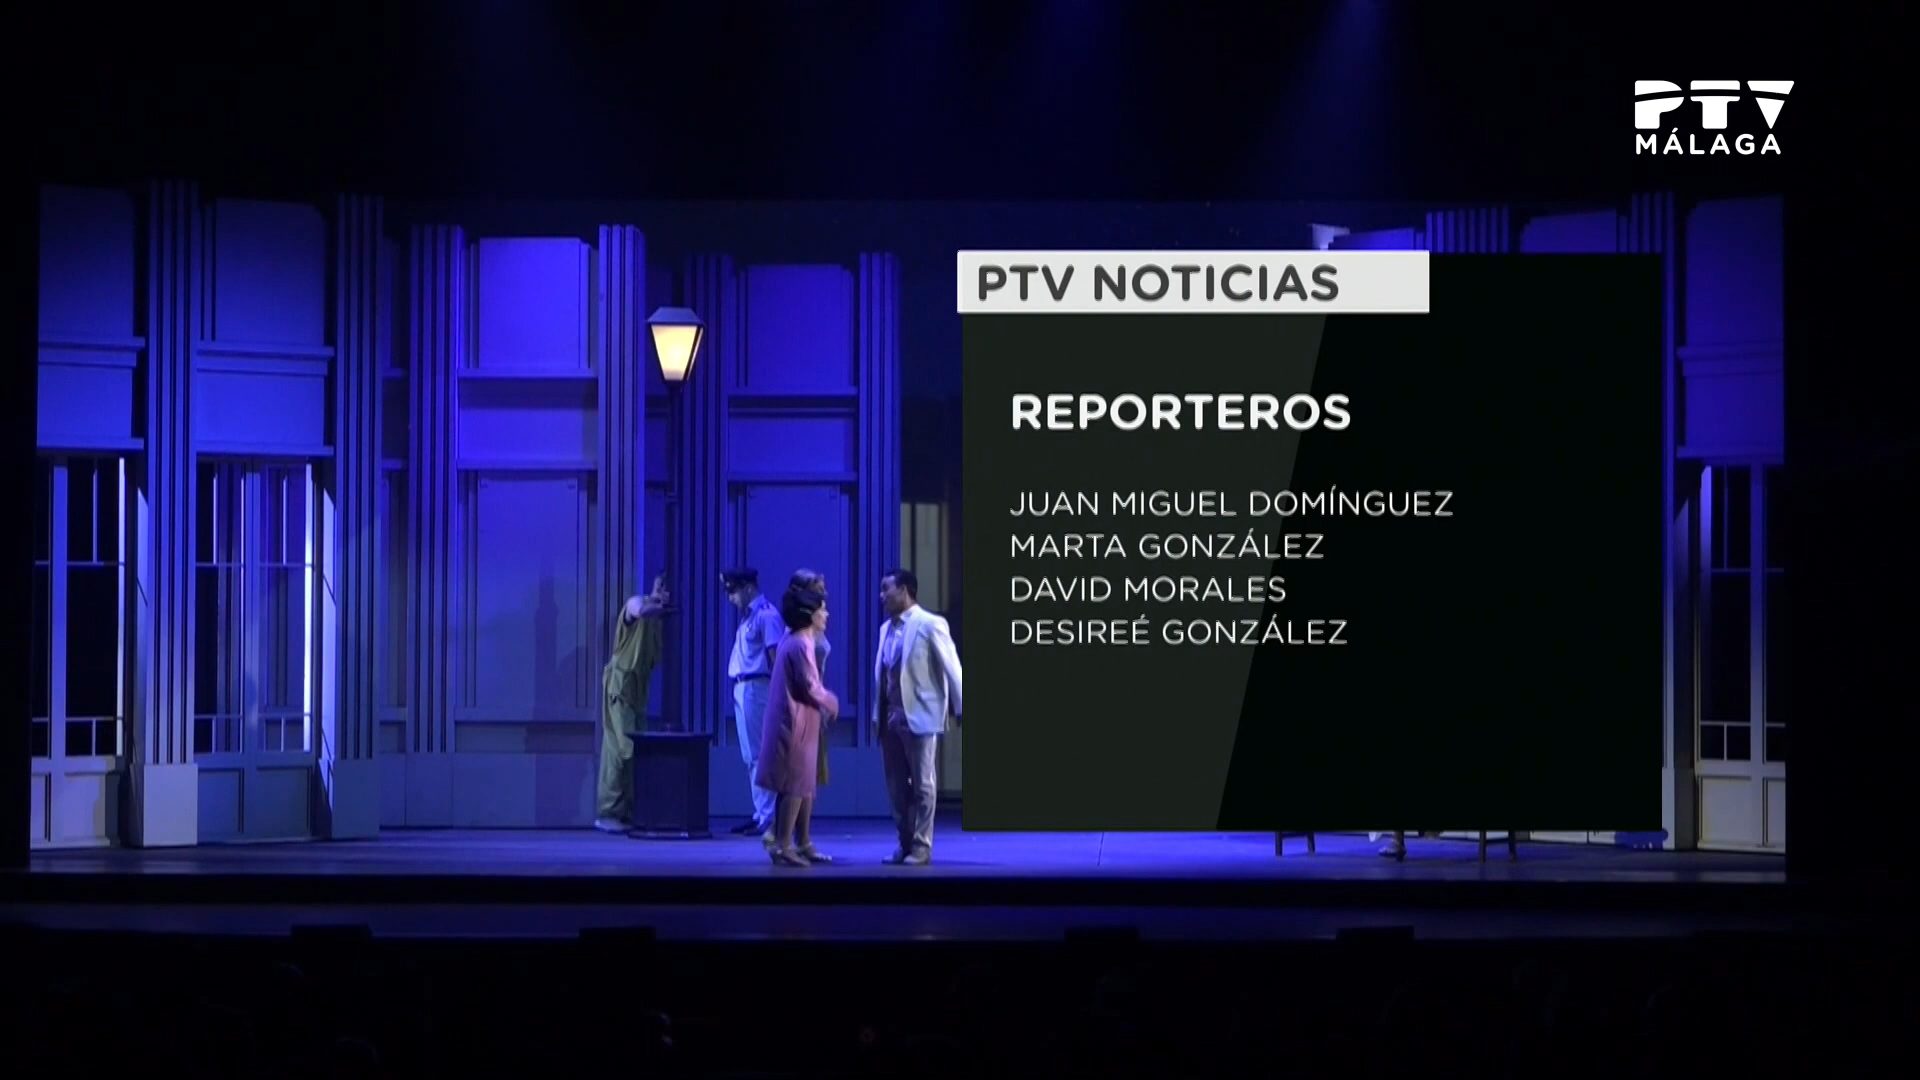 PTV
MÁLAGA
PTV NOTICIAS
REPORTEROS
JUAN MIGUEL DOMÍNGUEZ
MARTA GONZÁLEZ
DAVID MORALES
DESIREÉ GONZÁLEZ